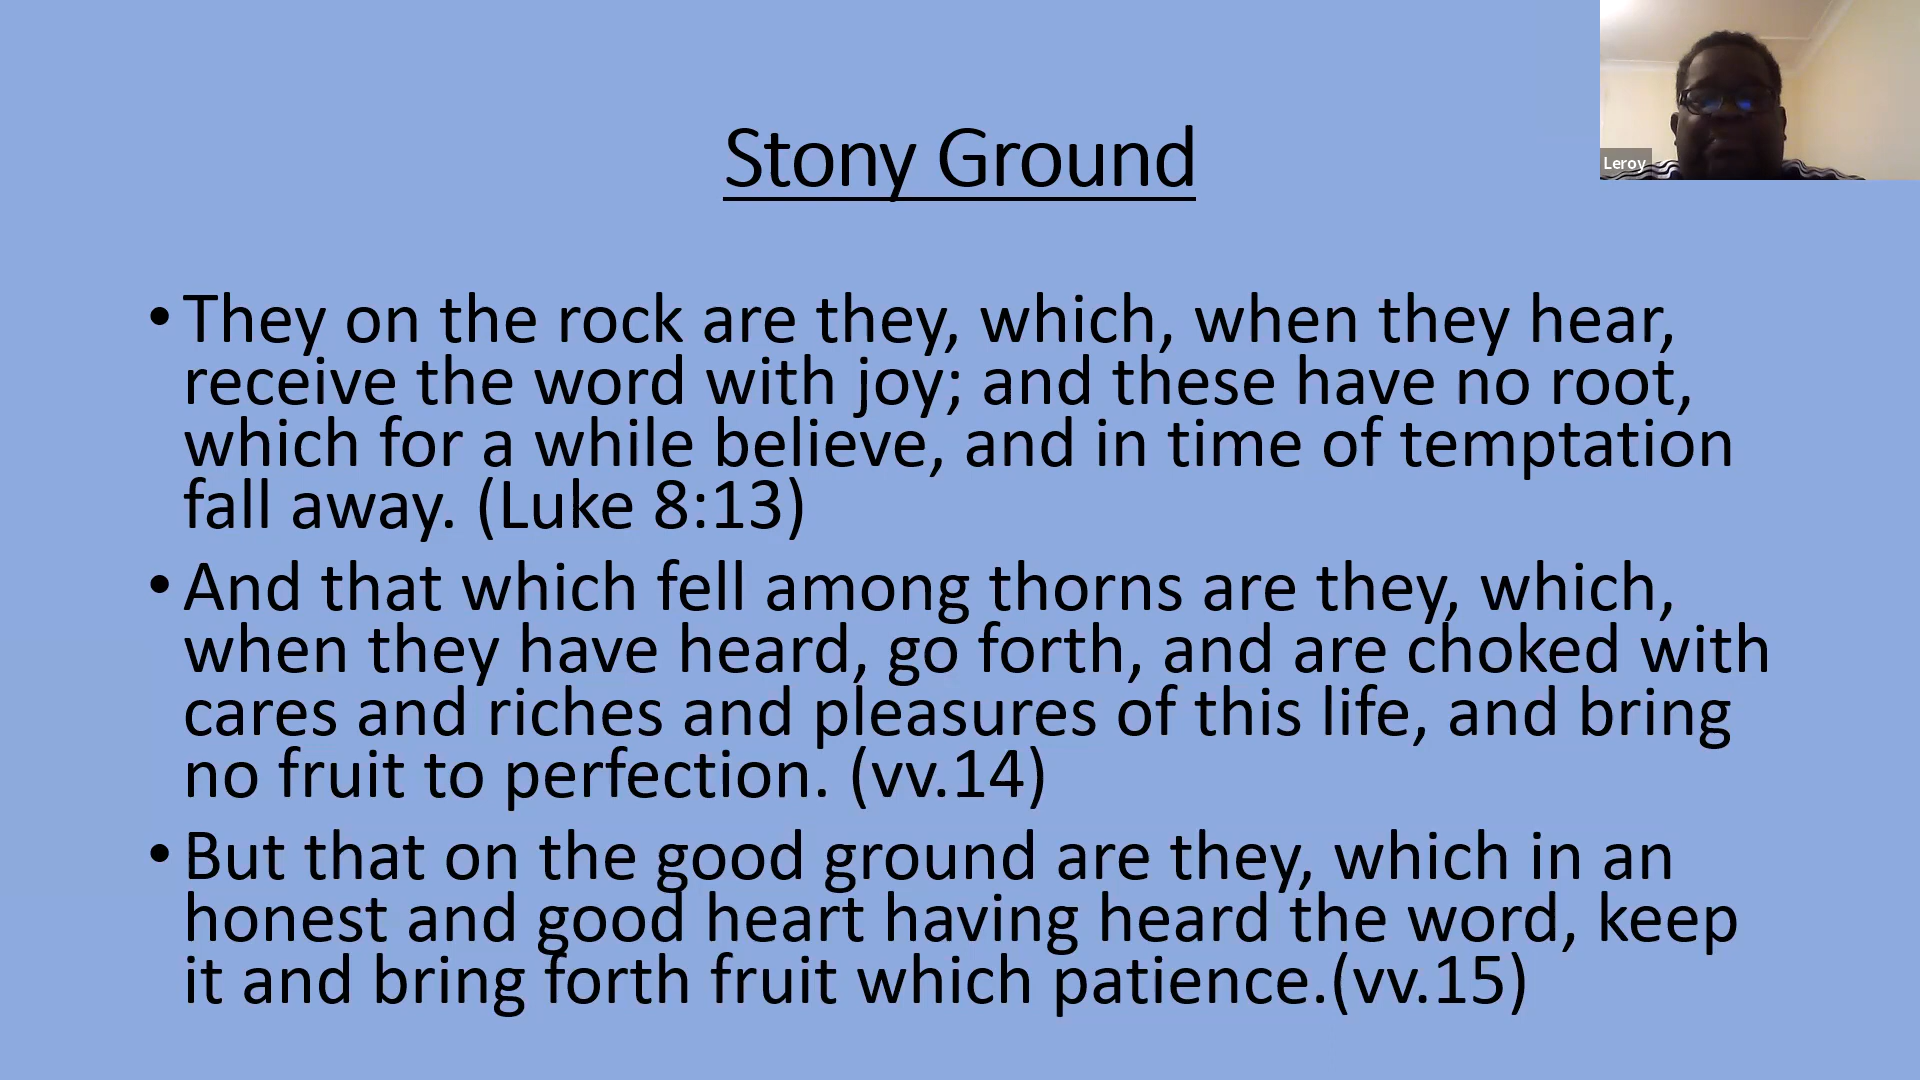 Stony Ground
Leroy
• They on the rock are they, which, when they hear,
receive the word with joy; and these have no root,
which for a while believe, and in time of temptation
fall away. (Luke 8:13)
• And that which fell among thorns are they, which,
when they have heard, go forth, and are choked with
cares and riches and pleasures of this life, and bring
no fruit to perfection. (vv.14)
• But that on the good ground are they, which in an
honest and good heart having heard the word, keep
it and bring forth fruit which patience.(vv.15)